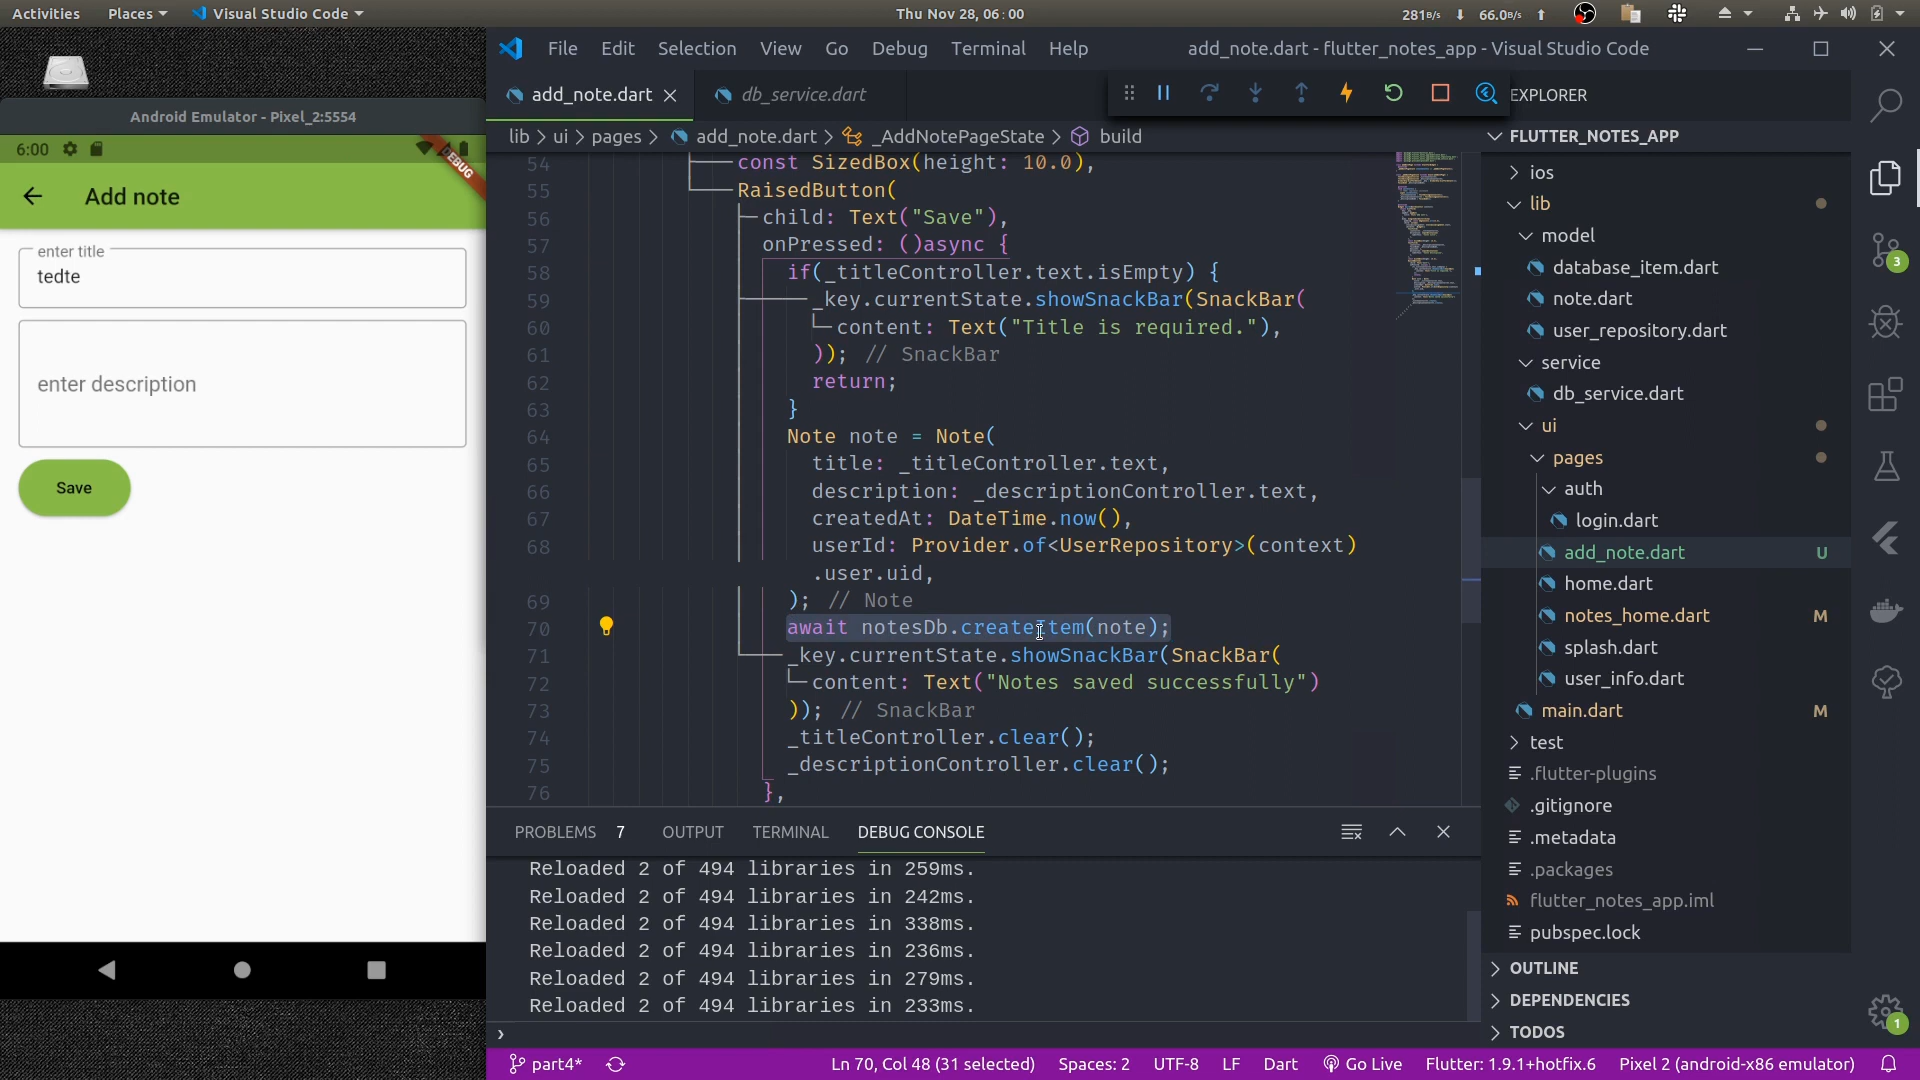 Activities Places Visual Studio Code Thu Nov 28, 06:00 281B/s 66.0B/s
File Edit Selection View Go Debug Terminal Help add_note.dart - flutter_notes_app - Visual Studio Code
Android Emulator - Pixel_2:5554
6:00
DEBUG
Add note
enter title
tedte
enter description
Save
add_note.dart db_service.dart
lib > ui > pages > add_note.dart > _AddNotePageState > build
54 const SizedBox(height: 10.0),
55 RaisedButton(
56 child: Text("Save"),
57 onPressed: ()async {
58 if(_titleController.text.isEmpty) {
59 _key.currentState.showSnackBar(SnackBar(
60 content: Text("Title is required."),
61 )); // SnackBar
62 return;
63 }
64 Note note = Note(
65 title: _titleController.text,
66 description: _descriptionController.text,
67 createdAt: DateTime.now(),
68 userId: Provider.of<UserRepository>(context)
.user.uid,
69 ); // Note
70 await notesDb.createItem(note);
71 _key.currentState.showSnackBar(SnackBar(
72 content: Text("Notes saved successfully")
73 )); // SnackBar
74 _titleController.clear();
75 _descriptionController.clear();
76 },
PROBLEMS 7 OUTPUT TERMINAL DEBUG CONSOLE
Reloaded 2 of 494 libraries in 259ms.
Reloaded 2 of 494 libraries in 242ms.
Reloaded 2 of 494 libraries in 338ms.
Reloaded 2 of 494 libraries in 236ms.
Reloaded 2 of 494 libraries in 279ms.
Reloaded 2 of 494 libraries in 233ms.
EXPLORER
FLUTTER_NOTES_APP
ios
lib
model
database_item.dart
note.dart
user_repository.dart
service
db_service.dart
ui
pages
auth
login.dart
add_note.dart U
home.dart
notes_home.dart M
splash.dart
user_info.dart
main.dart M
test
.flutter-plugins
.gitignore
.metadata
.packages
flutter_notes_app.iml
pubspec.lock
OUTLINE
DEPENDENCIES
TODOS
3
1
part4* Ln 70, Col 48 (31 selected) Spaces: 2 UTF-8 LF Dart Go Live Flutter: 1.9.1+hotfix.6 Pixel 2 (android-x86 emulator)